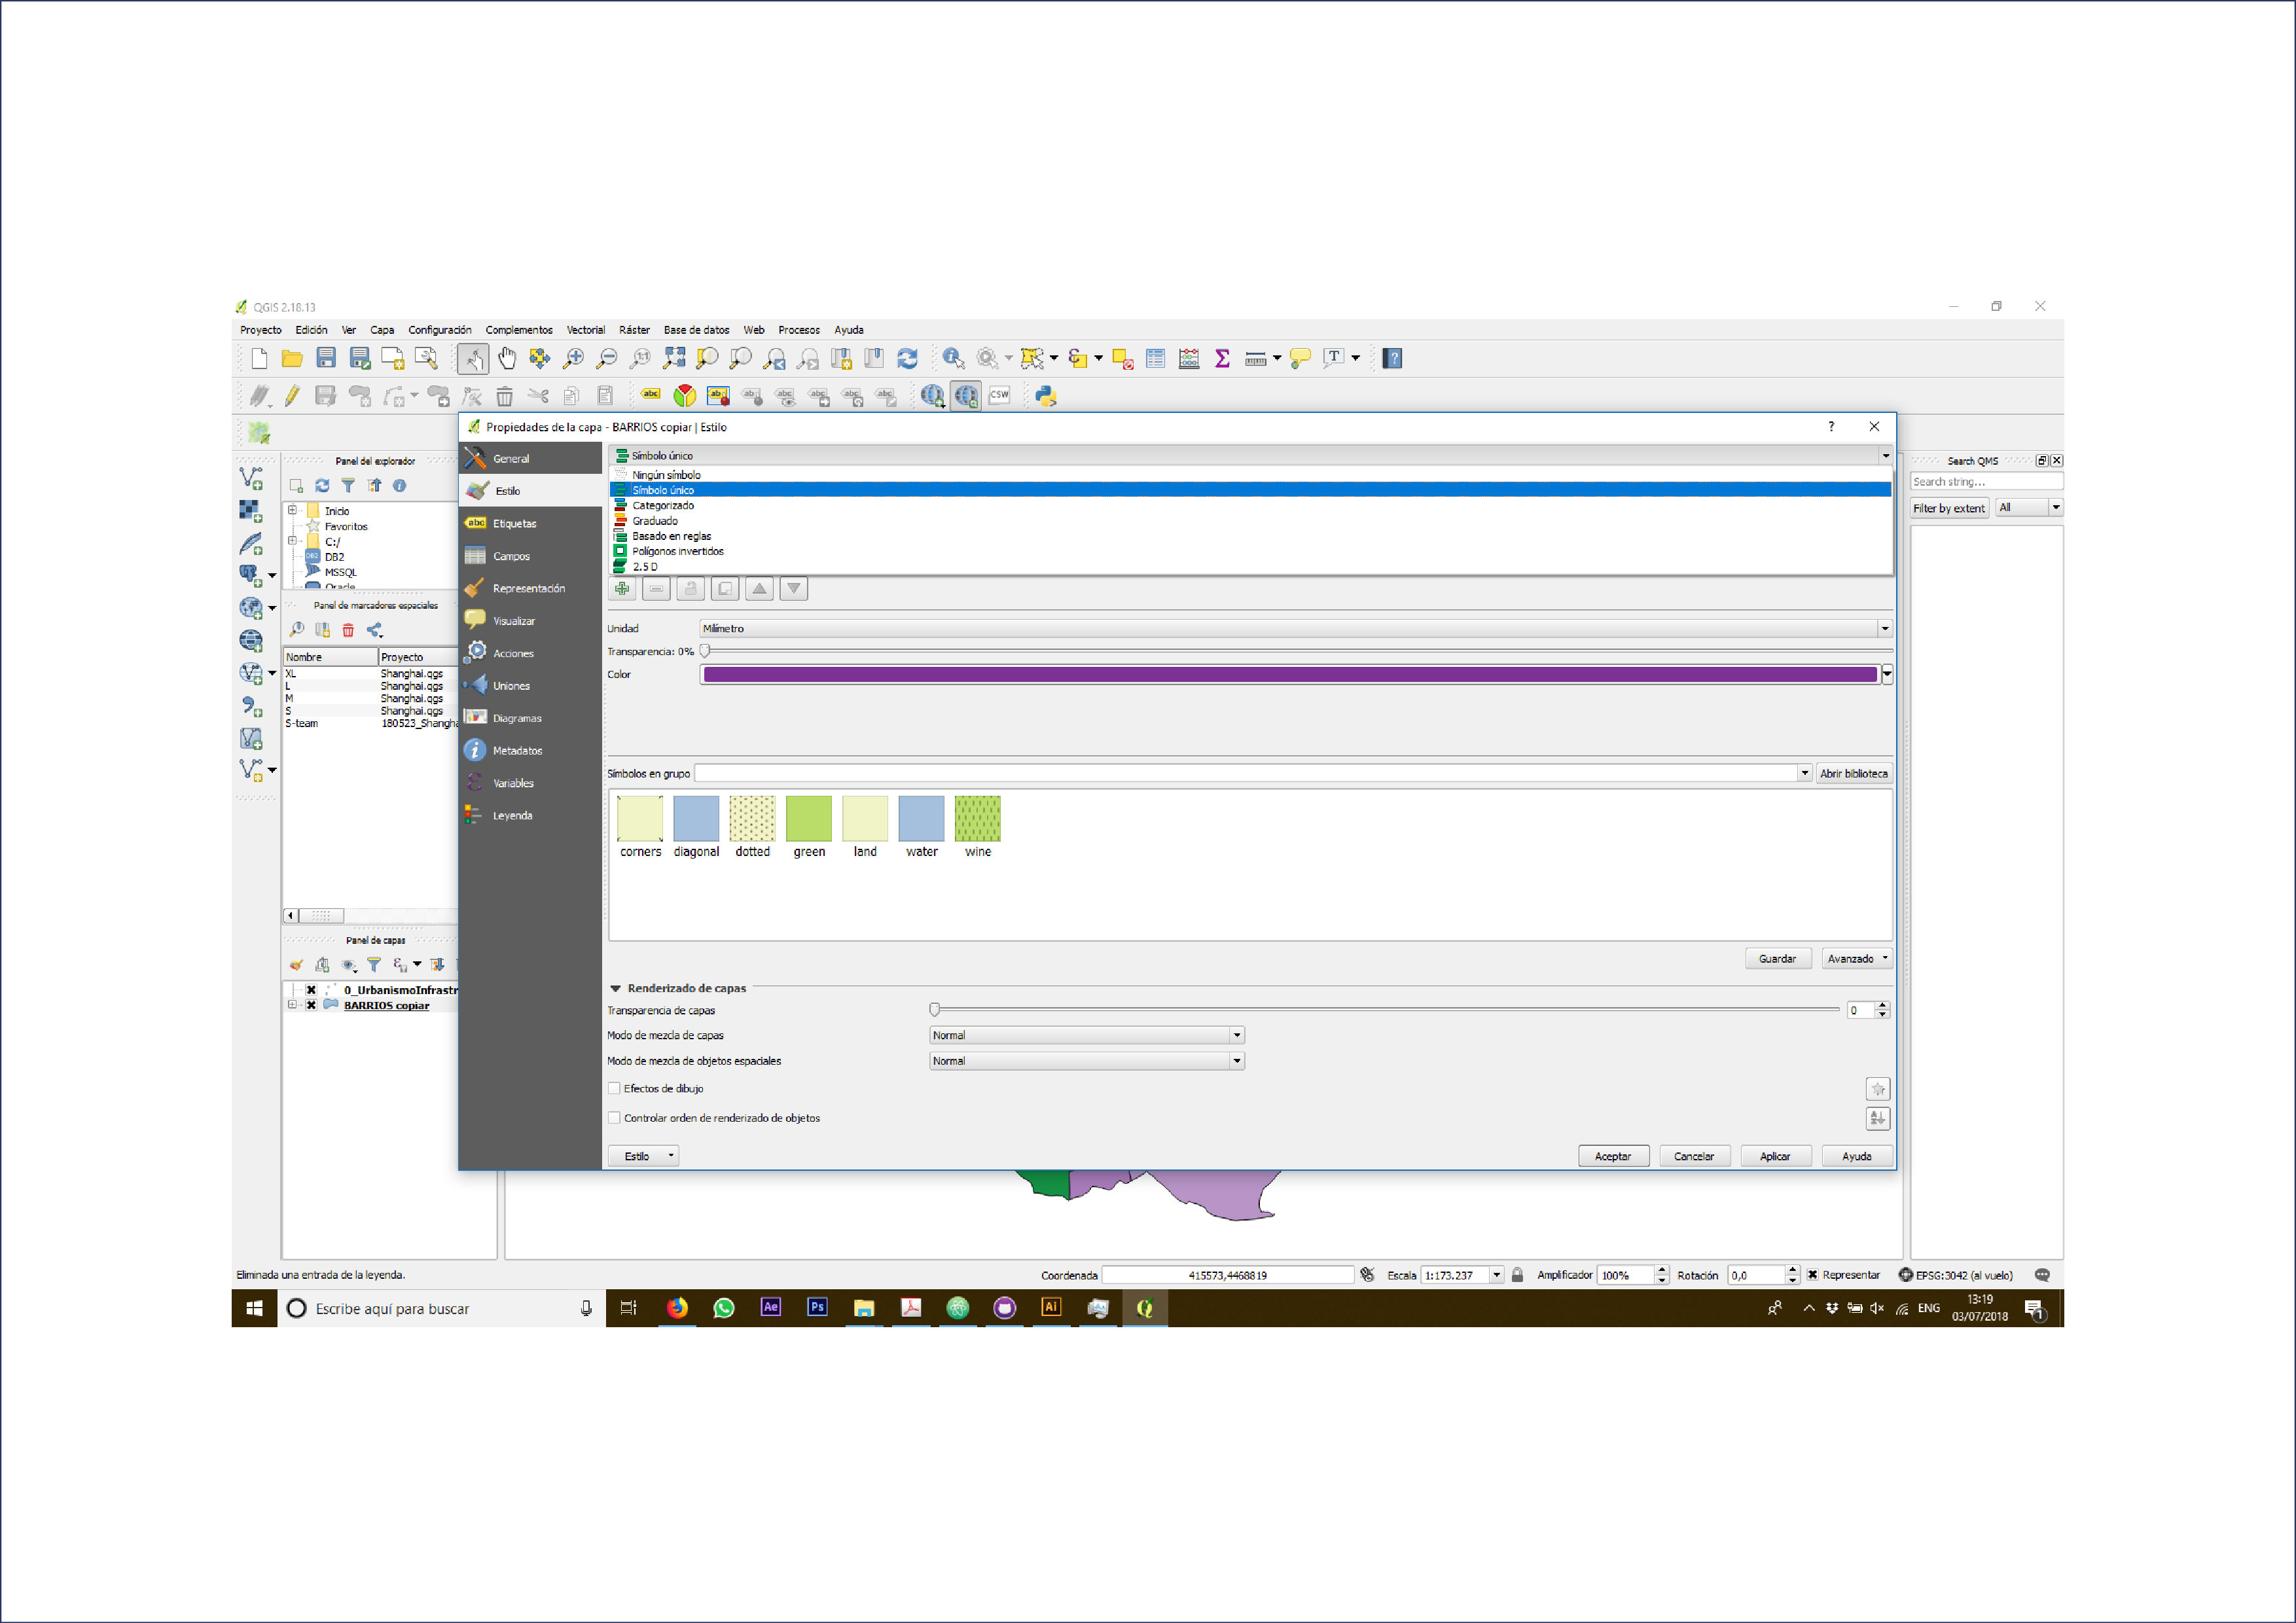 QGIS 2.18.13
Proyecto Edición Ver Capa Configuración Complementos Vectorial Ráster Base de datos Web Procesos Ayuda
Propiedades de la capa - BARRIOS copiar | Estilo
General
Estilo
Etiquetas
Campos
Representación
Visualizar
Acciones
Uniones
Diagramas
Metadatos
Variables
Leyenda
Símbolo único
Ningún símbolo
Símbolo único
Categorizado
Graduado
Basado en reglas
Polígonos invertidos
2.5 D
Unidad Milímetro
Transparencia: 0%
Color
Símbolos en grupo Abrir biblioteca
corners diagonal dotted green land water wine
Guardar Avanzado
Renderizado de capas
Transparencia de capas 0
Modo de mezcla de capas Normal
Modo de mezcla de objetos espaciales Normal
Efectos de dibujo
Controlar orden de renderizado de objetos
Estilo Aceptar Cancelar Aplicar Ayuda
Panel del explorador
Inicio
Favoritos
C:/
DB2
MSSQL
Oracle
Panel de marcadores espaciales
Nombre Proyecto
XL Shanghai.qgs
L Shanghai.qgs
M Shanghai.qgs
S Shanghai.qgs
S-team 180523_Shangha
Panel de capas
0_UrbanismoInfrastr
BARRIOS copiar
Search QMS
Search string...
Filter by extent All
Eliminada una entrada de la leyenda.
Coordenada 415573,4468819 Escala 1:173.237 Amplificador 100% Rotación 0,0 Representar EPSG:3042 (al vuelo)
Escribe aquí para buscar
Ae Ps Ai
ENG
13:19
03/07/2018
1